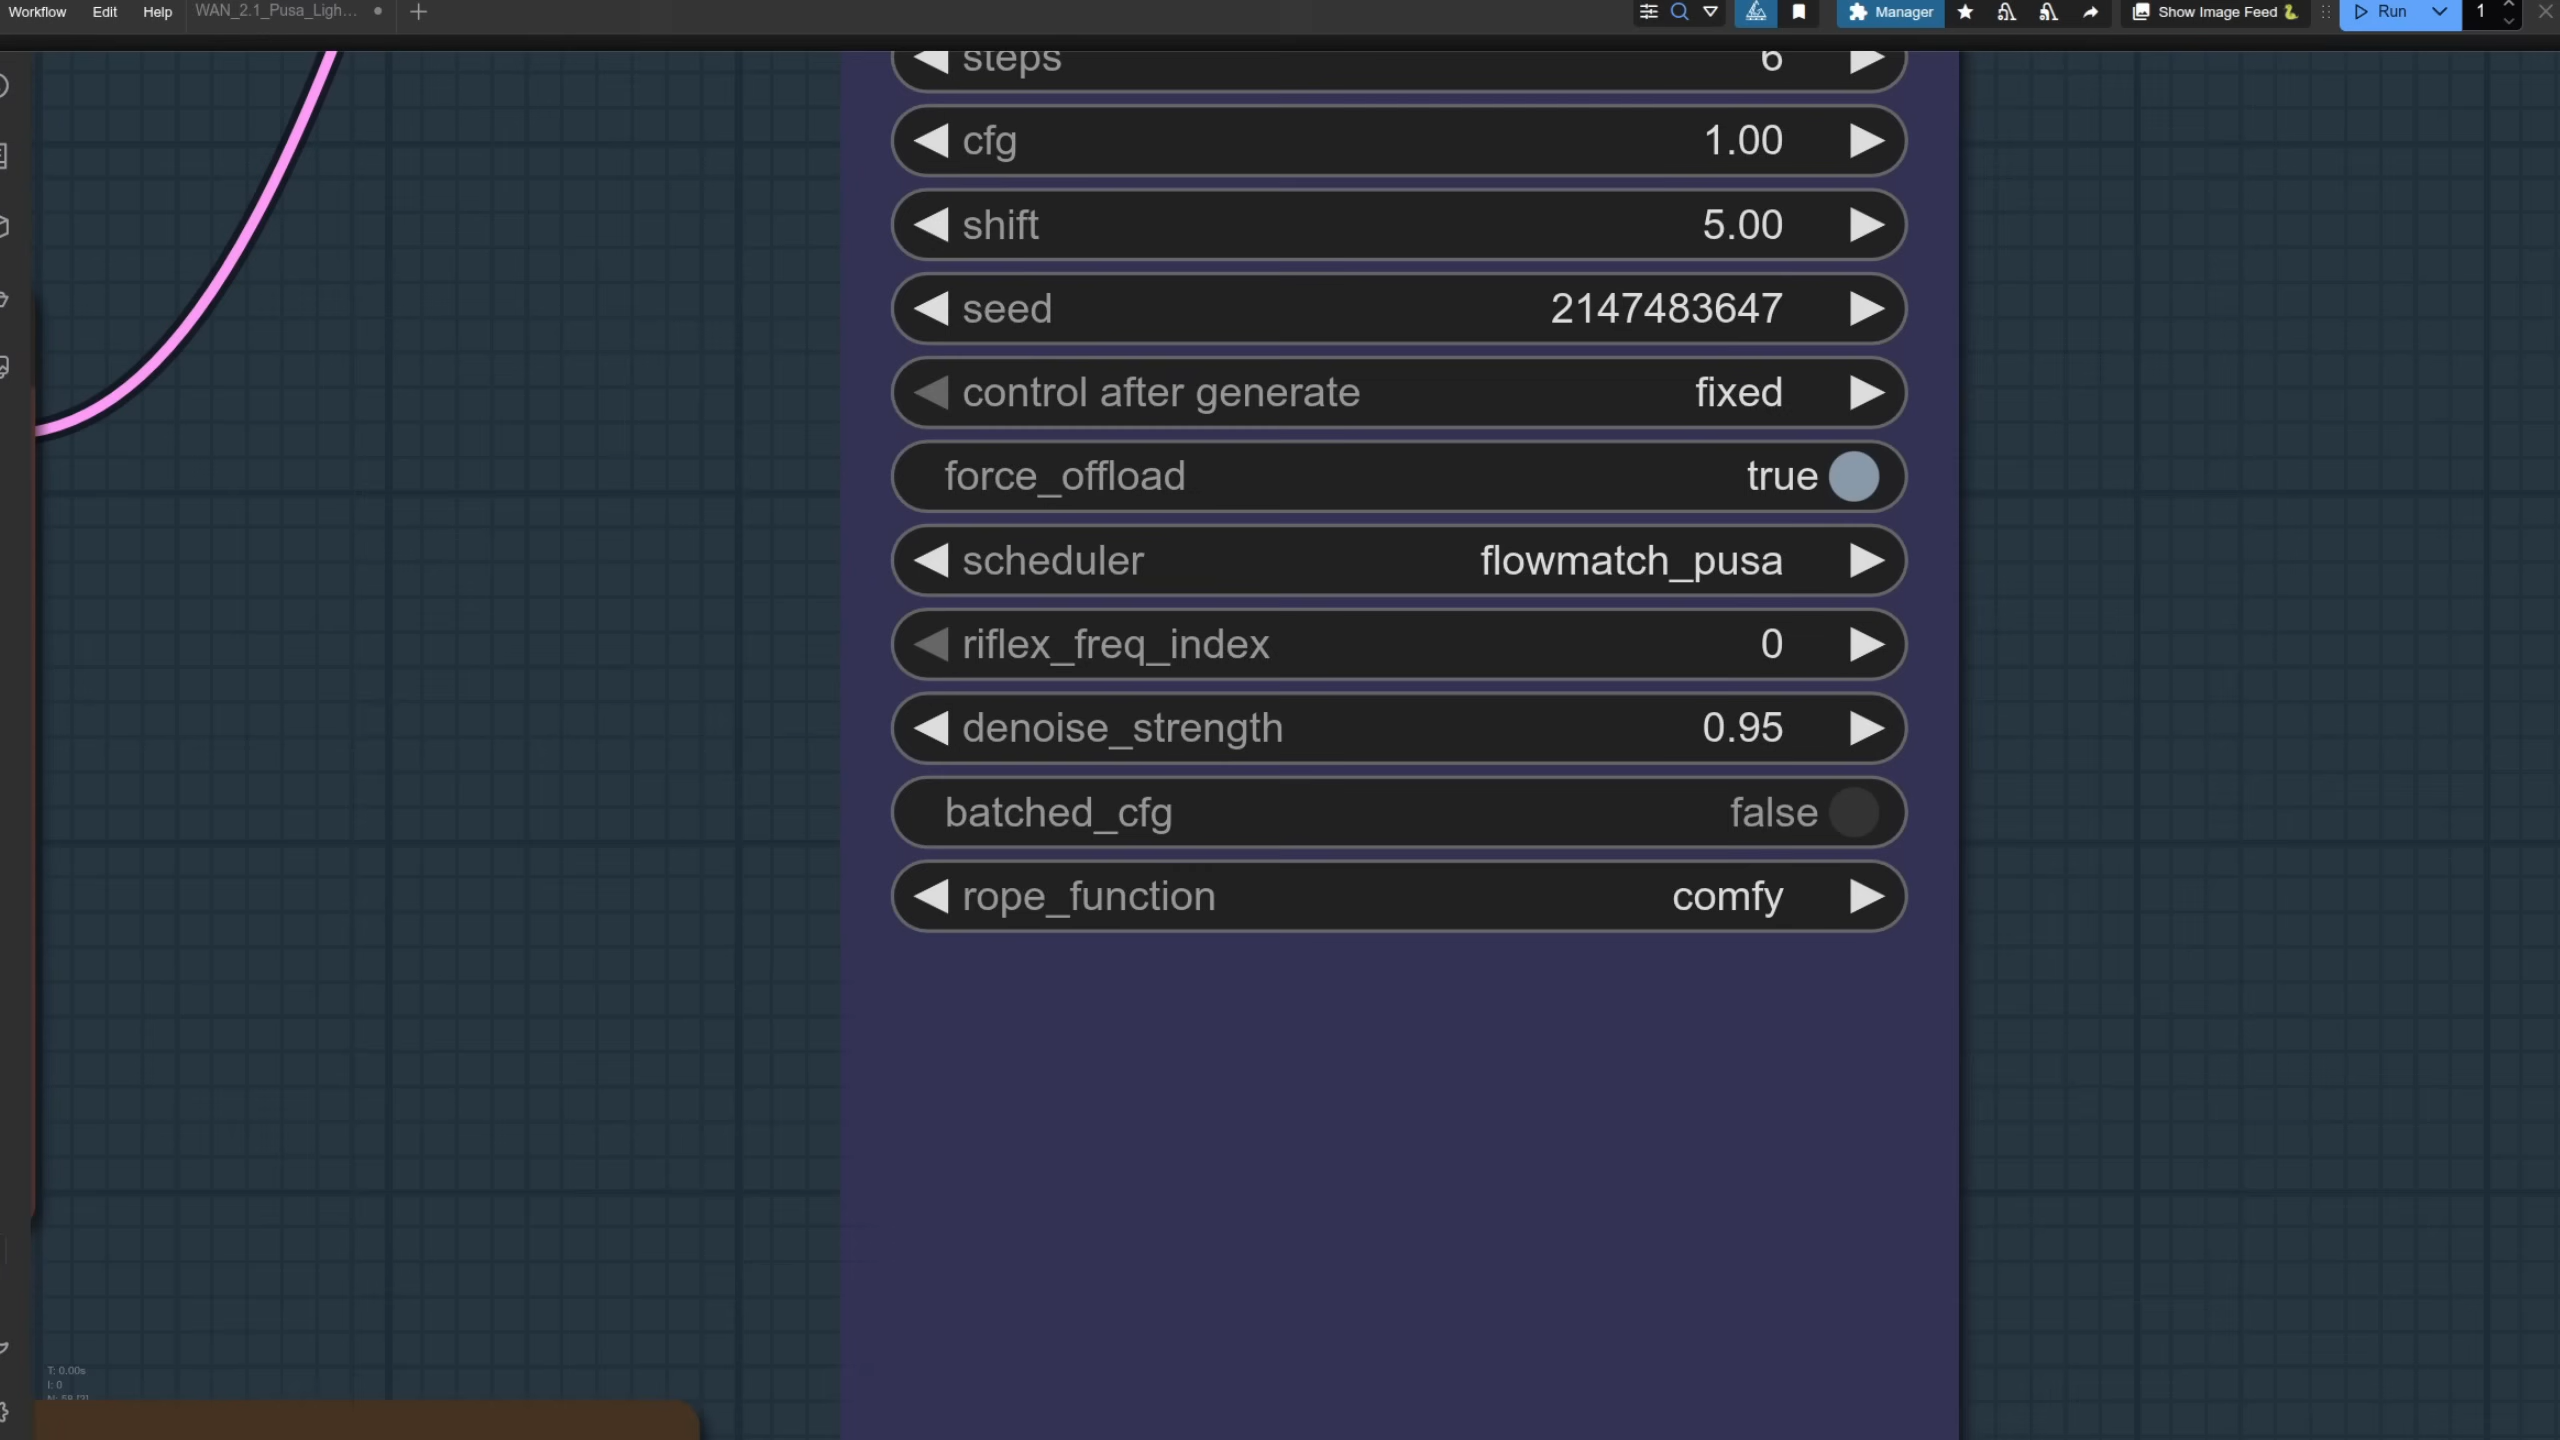 Workflow Edit Help WAN_2.1_Pusa_Ligh... Manager Show Image Feed Run 1
steps 6
cfg 1.00
shift 5.00
seed 2147483647
control after generate fixed
force_offload true
scheduler flowmatch_pusa
riflex_freq_index 0
denoise_strength 0.95
batched_cfg false
rope_function comfy
T: 0.00s
I: 0